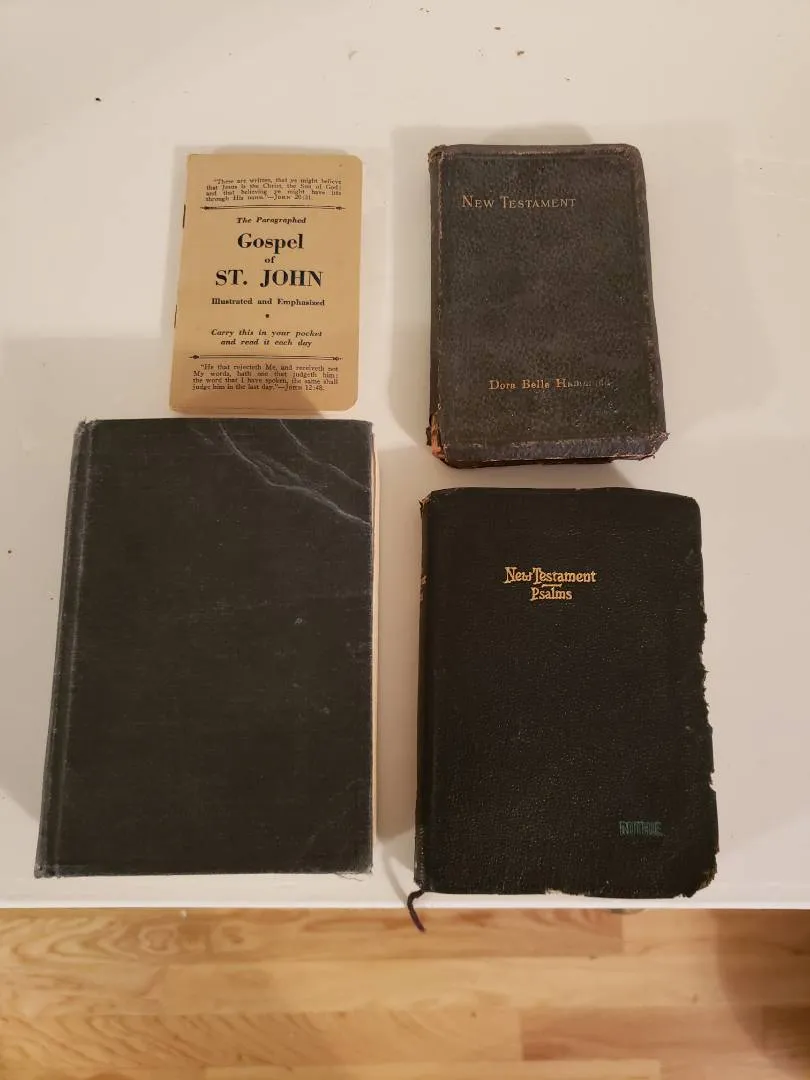 "These are written, that ye might believe
that Jesus is the Christ, the Son of God;
and that believing ye might have life
through His name."—JOHN 20:31.
The Paragraphed
Gospel
of
ST. JOHN
Illustrated and Emphasized
Carry this in your pocket
and read it each day
"He that rejecteth Me, and receiveth not
My words, hath one that judgeth him:
the word that I have spoken, the same shall
judge him in the last day."—JOHN 12:48.
NEW TESTAMENT
Dora Belle
New Testament
Psalms